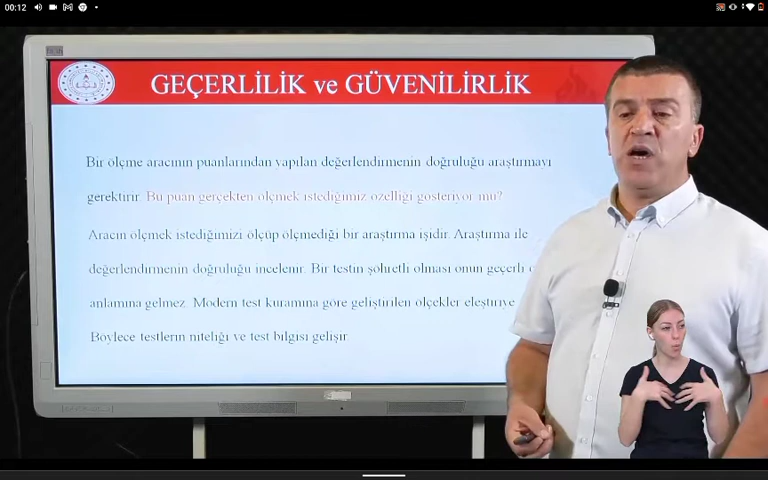 00:12
GEÇERLİLİK ve GÜVENİLİRLİK
Bir ölçme aracının puanlarından yapılan değerlendirmenin doğruluğu araştırmayı
gerektirir. Bu puan gerçekten ölçmek istediğimiz özelliği gösteriyor mu?
Aracın ölçmek istediğimizi ölçüp ölçmediği bir araştırma işidir. Araştırma ile
değerlendirmenin doğruluğu incelenir. Bir testin şöhretli olması onun geçerli
anlamına gelmez. Modern test kuramına göre geliştirilen ölçekler eleştiriye
Böylece testlerin niteliği ve test bilgisi gelişir